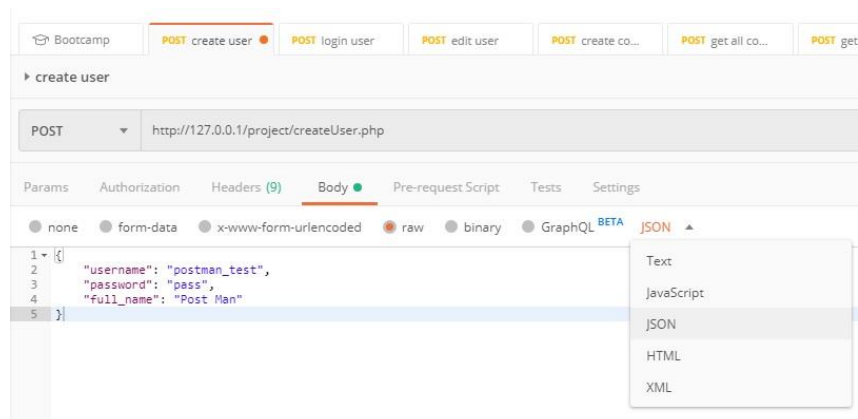 Bootcamp POST create user POST login user POST edit user POST create co... POST get all co... POST get
create user
POST http://127.0.0.1/project/createUser.php
Params Authorization Headers (9) Body Pre-request Script Tests Settings
none form-data x-www-form-urlencoded raw binary GraphQL BETA JSON
1 {
2 "username": "postman_test",
3 "password": "pass",
4 "full_name": "Post Man"
5 }
Text
JavaScript
JSON
HTML
XML